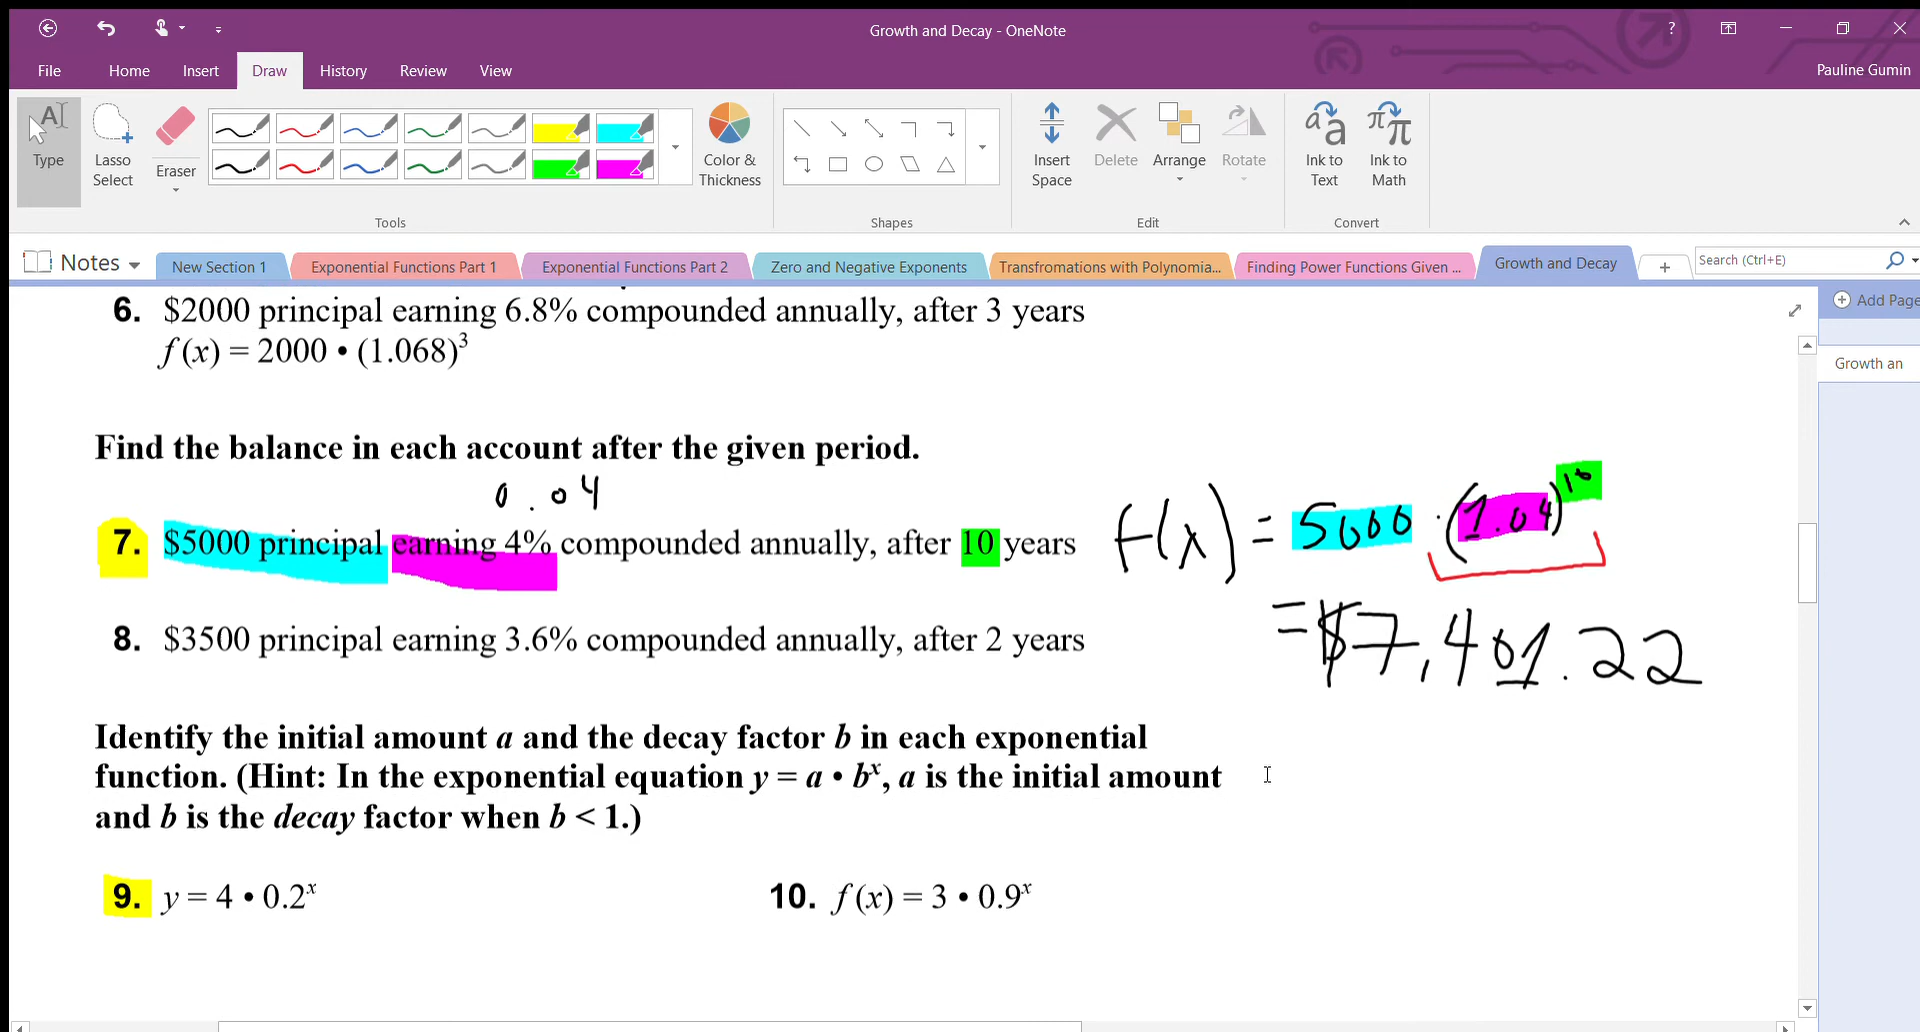 Growth and Decay - OneNote
?
File Home Insert Draw History Review View
Pauline Gumin
Type
Lasso Select
Eraser
Color & Thickness
Insert Space
Delete
Arrange
Rotate
Ink to Text
Ink to Math
Tools Shapes Edit Convert
Notes New Section 1 Exponential Functions Part 1 Exponential Functions Part 2 Zero and Negative Exponents Transfromations with Polynomia... Finding Power Functions Given ... Growth and Decay + Search (Ctrl+E)
Add Page
Growth an
6. $2000 principal earning 6.8% compounded annually, after 3 years
f(x) = 2000 • (1.068)³
Find the balance in each account after the given period.
0.04
7. $5000 principal earning 4% compounded annually, after 10 years
f(x) = 5000 · (1.04)¹⁰
= $7,401.22
8. $3500 principal earning 3.6% compounded annually, after 2 years
Identify the initial amount a and the decay factor b in each exponential
function. (Hint: In the exponential equation y = a • bˣ, a is the initial amount
and b is the decay factor when b < 1.)
9. y = 4 • 0.2ˣ
10. f(x) = 3 • 0.9ˣ